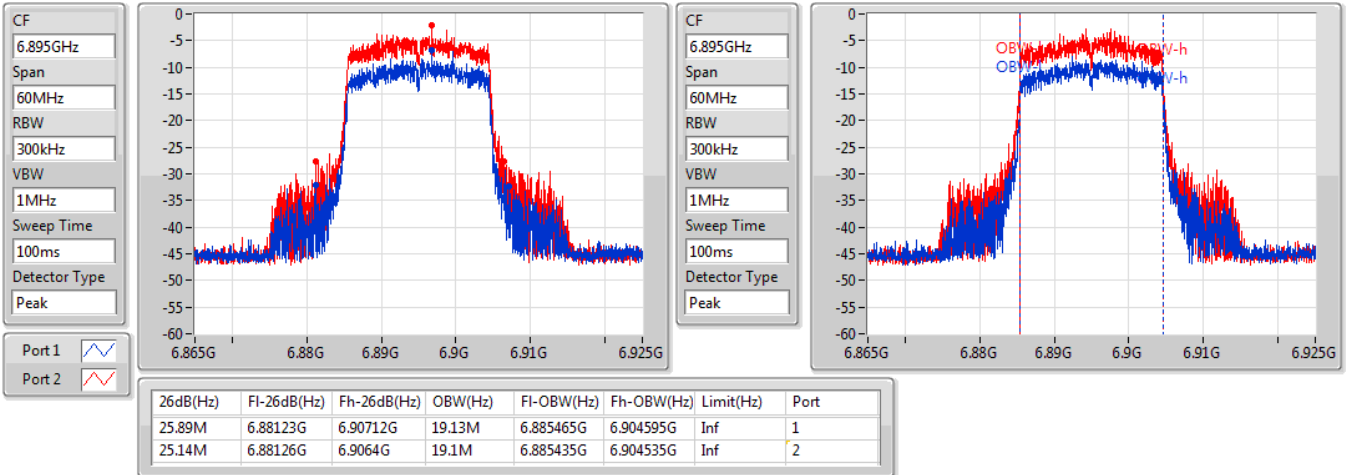 CF
6.895GHz
Span
60MHz
RBW
300kHz
VBW
1MHz
Sweep Time
100ms
Detector Type
Peak
Port 1
Port 2
0
-5
-10
-15
-20
-25
-30
-35
-40
-45
-50
-55
-60
6.865G 6.88G 6.89G 6.9G 6.91G 6.925G
CF
6.895GHz
Span
60MHz
RBW
300kHz
VBW
1MHz
Sweep Time
100ms
Detector Type
Peak
0
-5
-10
-15
-20
-25
-30
-35
-40
-45
-50
-55
-60
6.865G 6.88G 6.89G 6.9G 6.91G 6.925G
26dB(Hz) Fl-26dB(Hz) Fh-26dB(Hz) OBW(Hz) Fl-OBW(Hz) Fh-OBW(Hz) Limit(Hz) Port
25.89M 6.88123G 6.90712G 19.13M 6.885465G 6.904595G Inf 1
25.14M 6.88126G 6.9064G 19.1M 6.885435G 6.904535G Inf 2